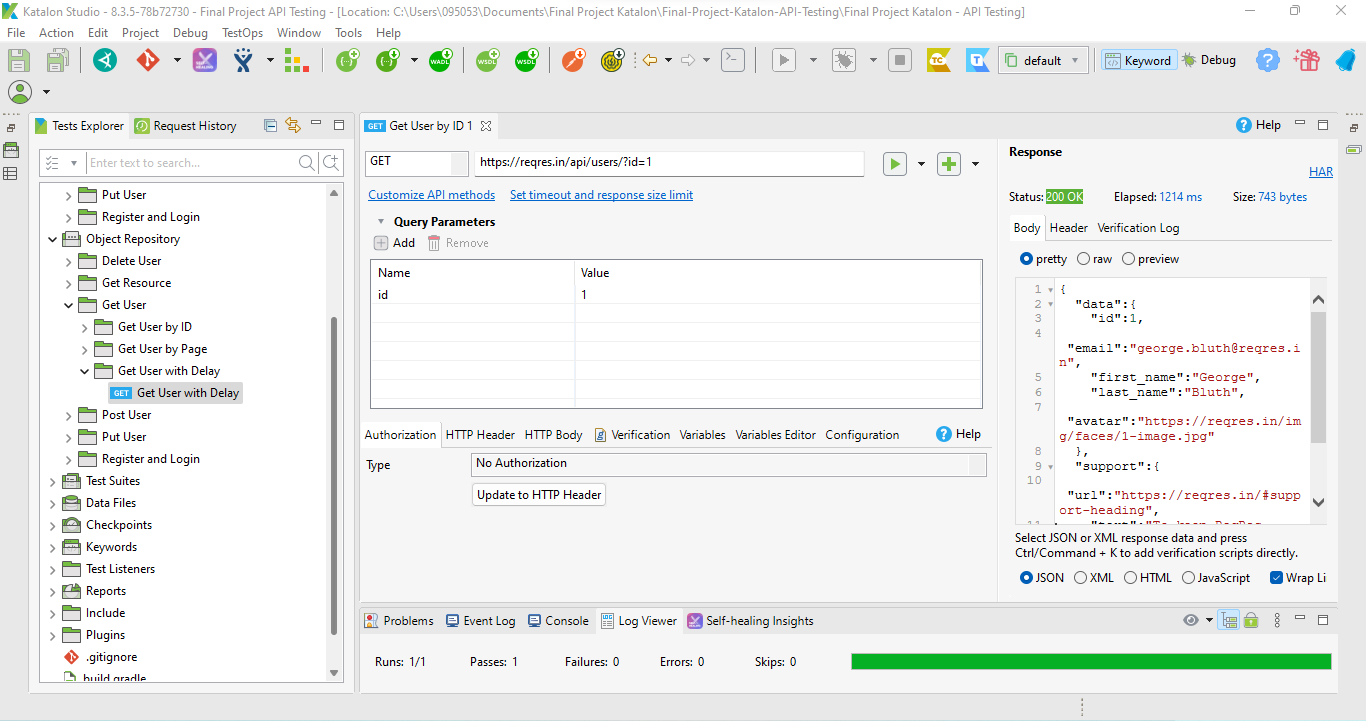 Katalon Studio - 8.3.5-78b72730 - Final Project API Testing - [Location: C:\Users\095053\Documents\Final Project Katalon\Final-Project-Katalon-API-Testing\Final Project Katalon - API Testing]
File Action Edit Project Debug TestOps Window Tools Help
default Keyword Debug
Tests Explorer Request History
Enter text to search...
Put User
Register and Login
Object Repository
Delete User
Get Resource
Get User
Get User by ID
Get User by Page
Get User with Delay
GET Get User with Delay
Post User
Put User
Register and Login
Test Suites
Data Files
Checkpoints
Keywords
Test Listeners
Reports
Include
Plugins
.gitignore
build.gradle
GET Get User by ID 1
Help
GET https://reqres.in/api/users/?id=1
Customize API methods Set timeout and response size limit
Query Parameters
Add Remove
Name Value
id 1
Authorization HTTP Header HTTP Body Verification Variables Variables Editor Configuration Help
Type No Authorization
Update to HTTP Header
Response
HAR
Status: 200 OK Elapsed: 1214 ms Size: 743 bytes
Body Header Verification Log
pretty raw preview
1 {
2 "data":{
3 "id":1,
4
"email":"george.bluth@reqres.i
n",
5 "first_name":"George",
6 "last_name":"Bluth",
7
"avatar":"https://reqres.in/im
g/faces/1-image.jpg"
8 },
9 "support":{
10
"url":"https://reqres.in/#supp
ort-heading",
11 "text":"To keep ReqRes
Select JSON or XML response data and press
Ctrl/Command + K to add verification scripts directly.
JSON XML HTML JavaScript Wrap Li
Problems Event Log Console Log Viewer Self-healing Insights
Runs: 1/1 Passes: 1 Failures: 0 Errors: 0 Skips: 0